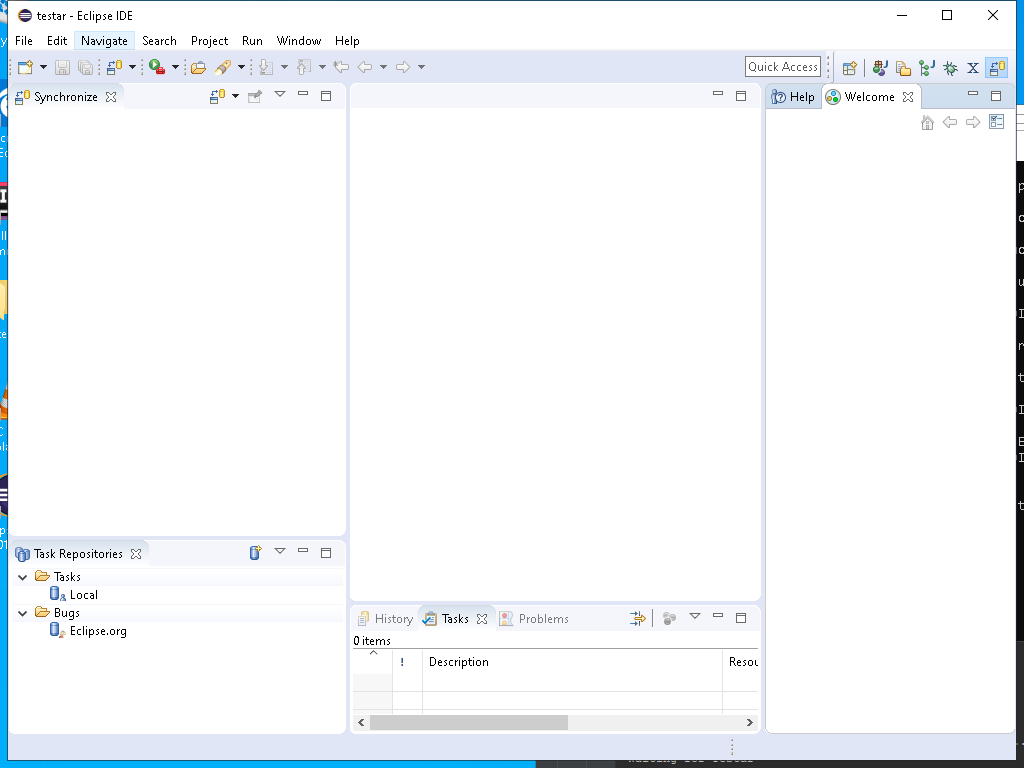 testar - Eclipse IDE
File Edit Navigate Search Project Run Window Help
Quick Access
Synchronize
Help Welcome
Task Repositories
Tasks
Local
Bugs
Eclipse.org
History Tasks Problems
0 items
! Description Resou